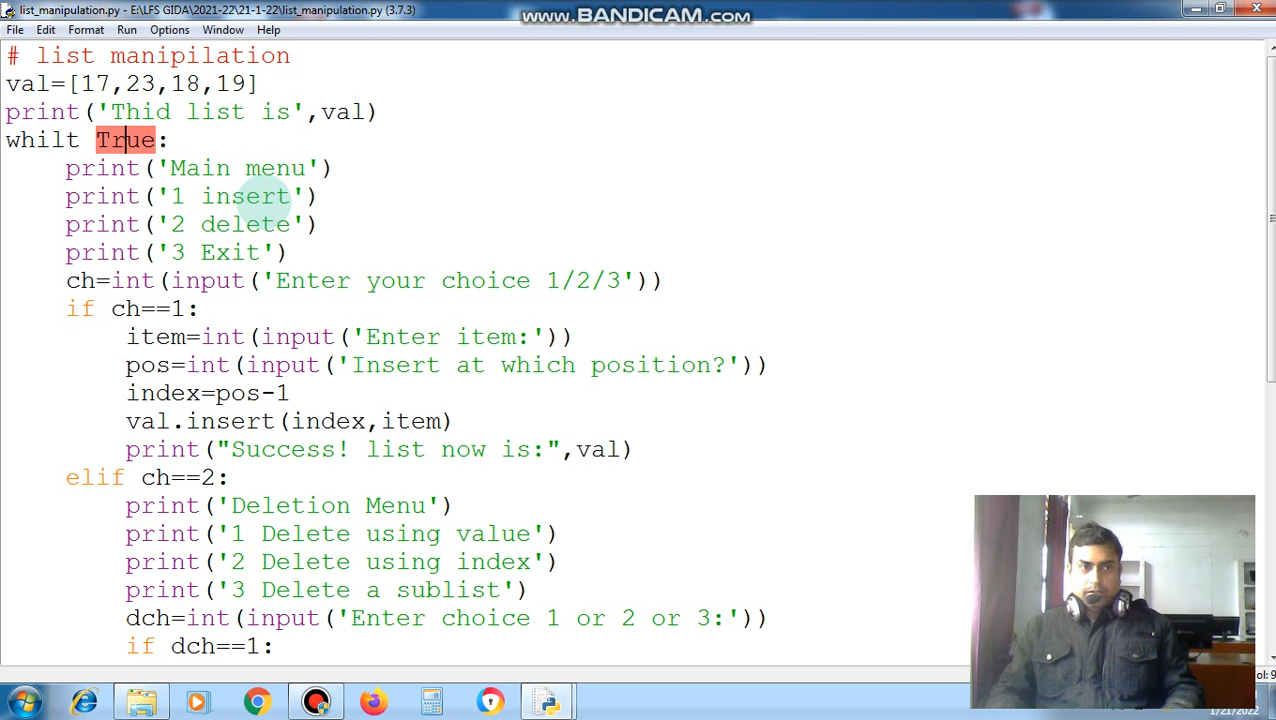 list_manipulation.py - E:\LFS GIDA\2021-22\21-1-22\list_manipulation.py (3.7.3)
www.BANDICAM.com
File Edit Format Run Options Window Help
# list manipilation
val=[17,23,18,19]
print('Thid list is',val)
whilt True:
    print('Main menu')
    print('1 insert')
    print('2 delete')
    print('3 Exit')
    ch=int(input('Enter your choice 1/2/3'))
    if ch==1:
        item=int(input('Enter item:'))
        pos=int(input('Insert at which position?'))
        index=pos-1
        val.insert(index,item)
        print("Success! list now is:",val)
    elif ch==2:
        print('Deletion Menu')
        print('1 Delete using value')
        print('2 Delete using index')
        print('3 Delete a sublist')
        dch=int(input('Enter choice 1 or 2 or 3:'))
        if dch==1:
ol: 9
1/21/2022